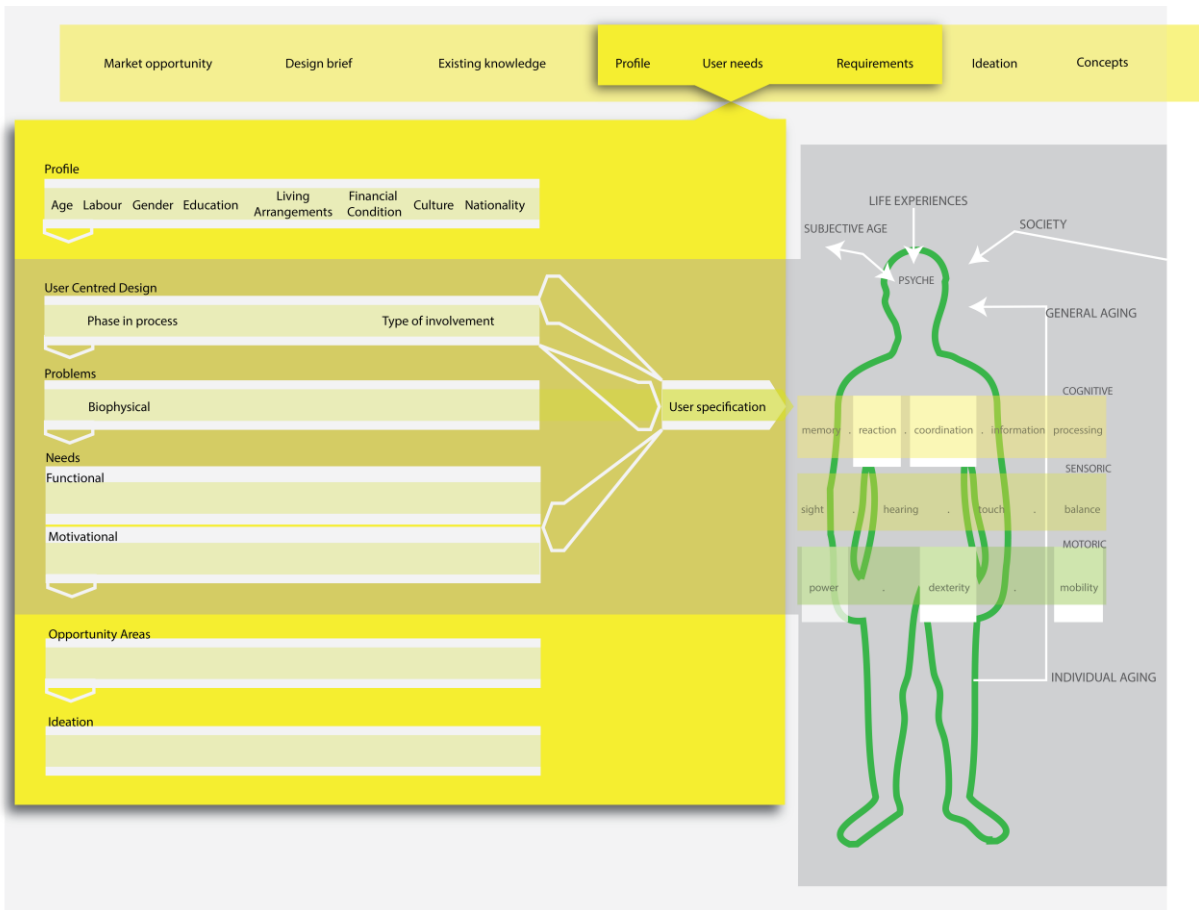 Market opportunity Design brief Existing knowledge Profile User needs Requirements Ideation Concepts
Profile
Age Labour Gender Education Living Arrangements Financial Condition Culture Nationality
User Centred Design
Phase in process Type of involvement
Problems
Biophysical
User specification
Needs
Functional
Motivational
Opportunity Areas
Ideation
LIFE EXPERIENCES
SUBJECTIVE AGE
SOCIETY
PSYCHE
GENERAL AGING
COGNITIVE
memory . reaction . coordination . information processing
SENSORIC
sight . hearing . touch . balance
MOTORIC
power . dexterity . mobility
INDIVIDUAL AGING